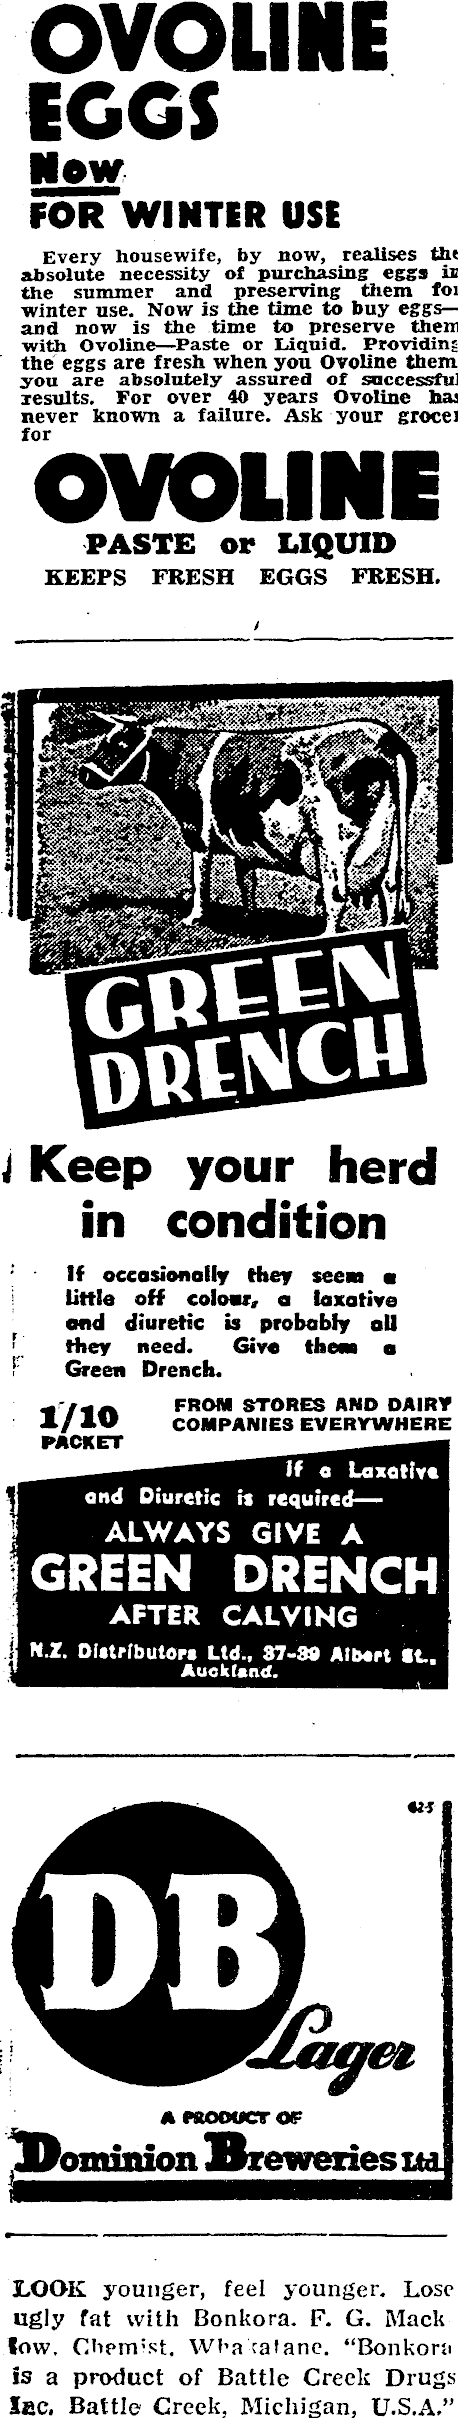 OVOLINE
EGGS
Now
FOR WINTER USE
Every housewife, by now, realises the
absolute necessity of purchasing eggs in
the summer and preserving them for
winter use. Now is the time to buy eggs—
and now is the time to preserve them
with Ovoline—Paste or Liquid. Providing
the eggs are fresh when you Ovoline them
you are absolutely assured of successful
results. For over 40 years Ovoline has
never known a failure. Ask your grocer
for
OVOLINE
PASTE or LIQUID
KEEPS FRESH EGGS FRESH.
GREEN
DRENCH
Keep your herd
in condition
If occasionally they seem a
little off colour, a laxative
and diuretic is probably all
they need. Give them a
Green Drench.
1/10
PACKET
FROM STORES AND DAIRY
COMPANIES EVERYWHERE
If a Laxative
and Diuretic is required—
ALWAYS GIVE A
GREEN DRENCH
AFTER CALVING
N.Z. Distributors Ltd., 37-39 Albert St.,
Auckland.
62·5
DB
Lager
A PRODUCT OF
Dominion Breweries Ltd
LOOK younger, feel younger. Lose
ugly fat with Bonkora. F. G. Mack
low, Chemist, Whakatane. "Bonkora
is a product of Battle Creek Drugs
Inc. Battle Creek, Michigan, U.S.A."